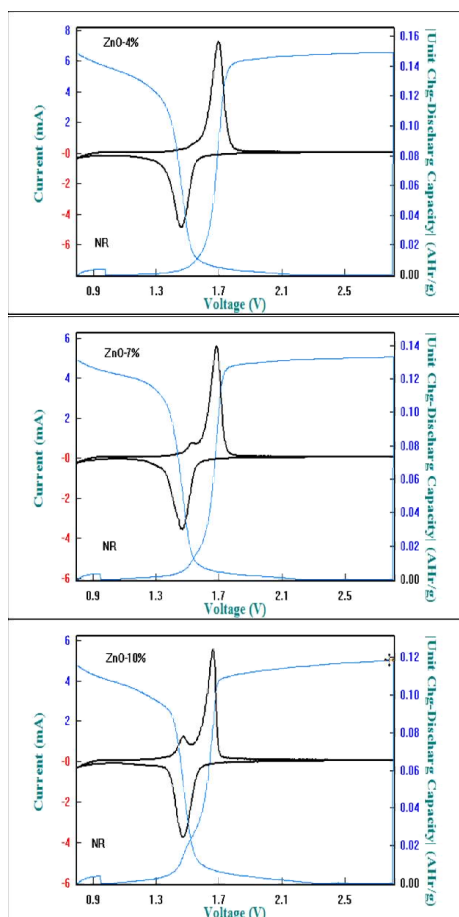 ZnO-4%
8
6
4
2
-0
-2
-4
-6
Current (mA)
NR
0.9 1.3 1.7 2.1 2.5
Voltage (V)
0.16
0.14
0.12
0.10
0.08
0.06
0.04
0.02
0.00
|Unit Chg-Discharg Capacity| (AHr/g)
ZnO-7%
6
4
2
-0
-2
-4
-6
Current (mA)
NR
0.9 1.3 1.7 2.1 2.5
Voltage (V)
0.14
0.12
0.10
0.08
0.06
0.04
0.02
0.00
|Unit Chg-Discharg Capacity| (AHr/g)
ZnO-10%
6
4
2
-0
-2
-4
-6
Current (mA)
NR
0.9 1.3 1.7 2.1 2.5
Voltage (V)
0.12
0.10
0.08
0.06
0.04
0.02
0.00
|Unit Chg-Discharg Capacity| (AHr/g)